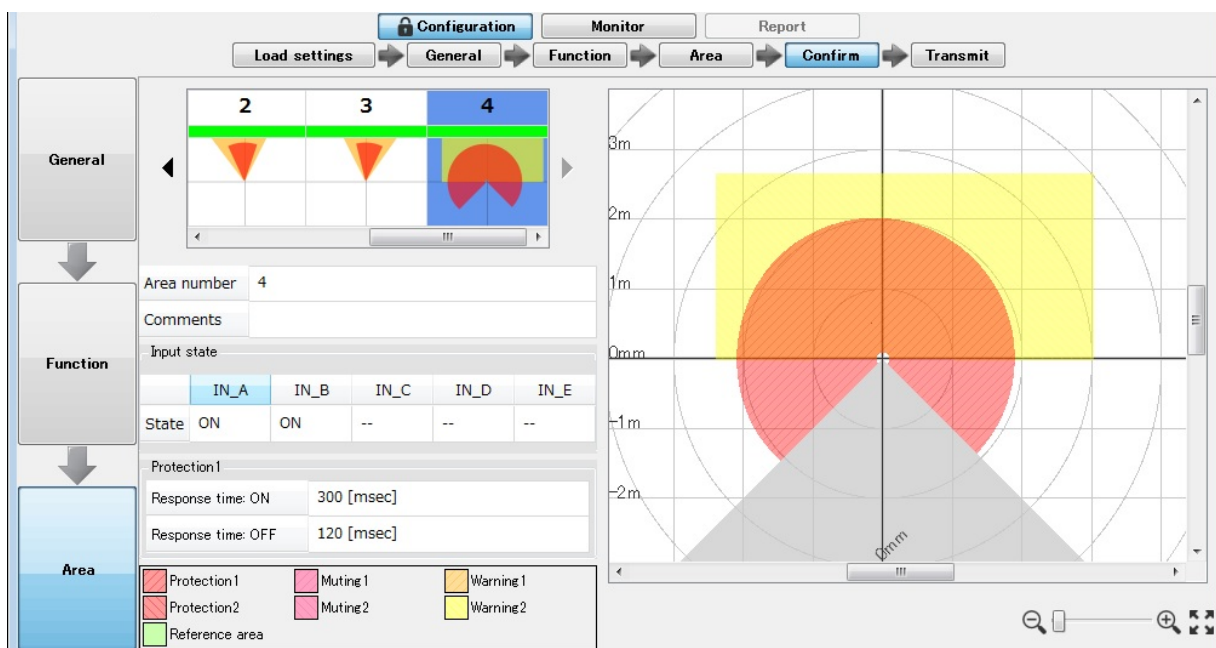 Configuration Monitor Report
Load settings General Function Area Confirm Transmit
General
Function
Area
2 3 4
Area number 4
Comments
Input state
IN_A IN_B IN_C IN_D IN_E
State ON ON -- -- --
Protection1
Response time: ON 300 [msec]
Response time: OFF 120 [msec]
Protection1 Muting1 Warning1
Protection2 Muting2 Warning2
Reference area
3m
2m
1m
0mm
-1m
-2m
0mm